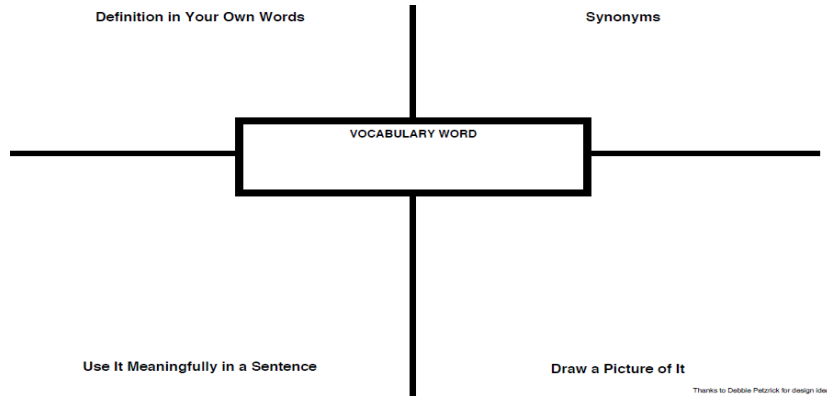 Definition in Your Own Words
Synonyms
VOCABULARY WORD
Use It Meaningfully in a Sentence
Draw a Picture of It
Thanks to Debbie Petzrick for design idea